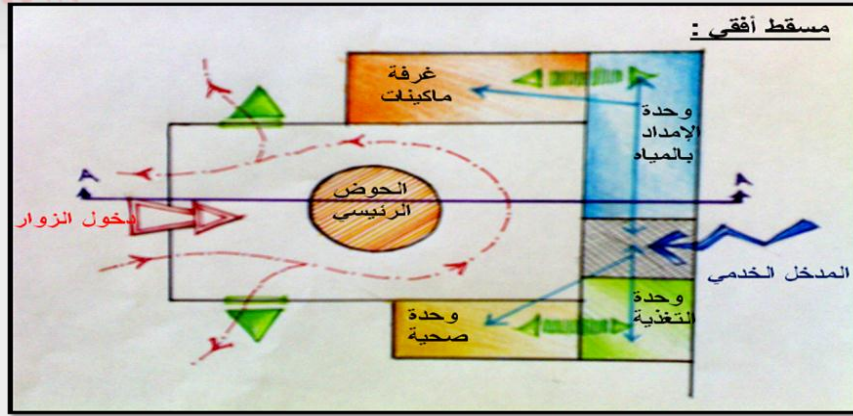 مسقط أفقي :
غرفة
ماكينات
وحدة
الإمداد
بالمياه
A
A
الحوض
الرئيسي
دخول الزوار
المدخل الخدمي
وحدة
التغذية
وحدة
صحية